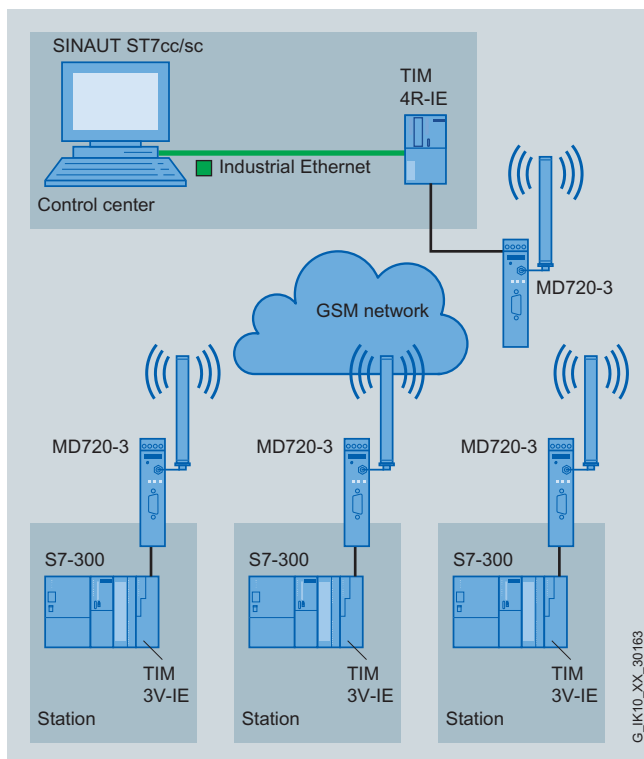 SINAUT ST7cc/sc
TIM
4R-IE
Industrial Ethernet
Control center
MD720-3
GSM network
MD720-3
MD720-3
MD720-3
S7-300
S7-300
S7-300
TIM
3V-IE
TIM
3V-IE
TIM
3V-IE
Station
Station
Station
G_IK10_XX_30163